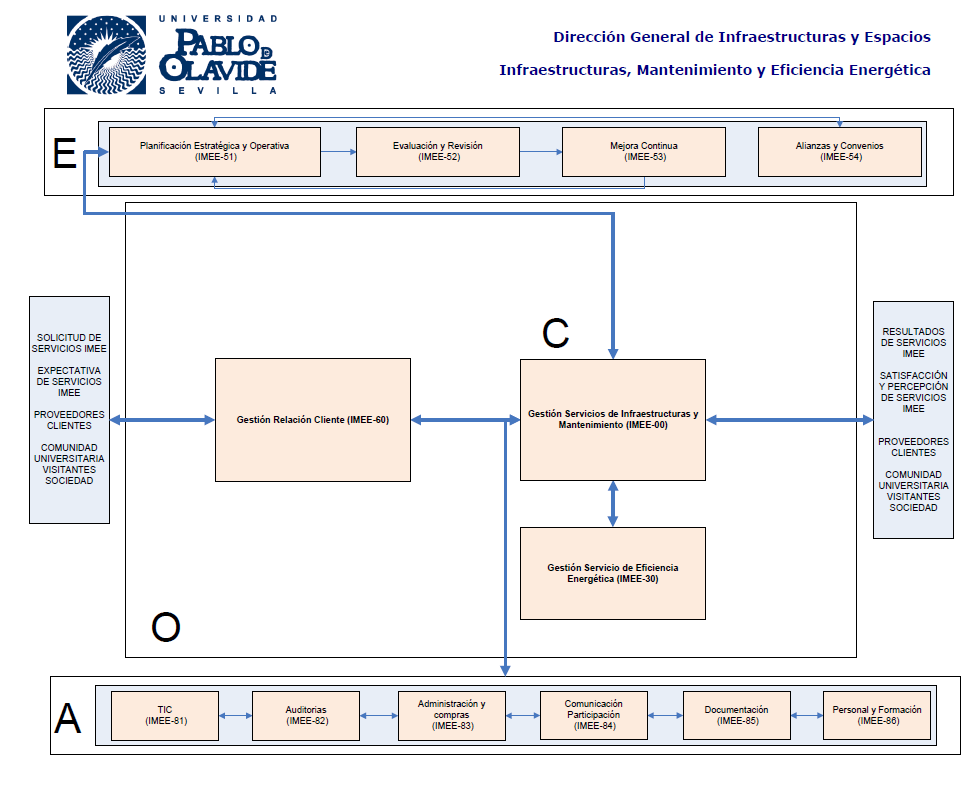 UNIVERSIDAD
PABLO DE
OLAVIDE
SEVILLA
Dirección General de Infraestructuras y Espacios
Infraestructuras, Mantenimiento y Eficiencia Energética
E
Planificación Estratégica y Operativa
(IMEE-51)
Evaluación y Revisión
(IMEE-52)
Mejora Continua
(IMEE-53)
Alianzas y Convenios
(IMEE-54)
SOLICITUD DE
SERVICIOS IMEE
EXPECTATIVA
DE SERVICIOS
IMEE
PROVEEDORES
CLIENTES
COMUNIDAD
UNIVERSITARIA
VISITANTES
SOCIEDAD
C
Gestión Relación Cliente (IMEE-60)
Gestión Servicios de Infraestructuras y
Mantenimiento (IMEE-00)
Gestión Servicio de Eficiencia
Energética (IMEE-30)
O
RESULTADOS
DE SERVICIOS
IMEE
SATISFACCIÓN
Y PERCEPCIÓN
DE SERVICIOS
IMEE
PROVEEDORES
CLIENTES
COMUNIDAD
UNIVERSITARIA
VISITANTES
SOCIEDAD
A
TIC
(IMEE-81)
Auditorias
(IMEE-82)
Administración y
compras
(IMEE-83)
Comunicación
Participación
(IMEE-84)
Documentación
(IMEE-85)
Personal y Formación
(IMEE-86)